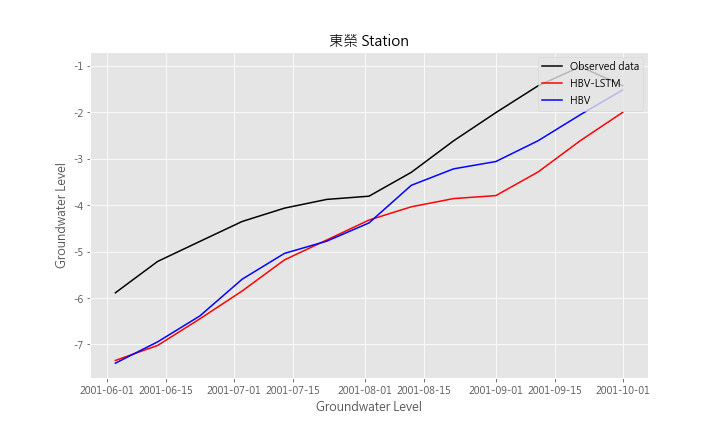 東榮 Station
Observed data
HBV-LSTM
HBV
-1
-2
-3
-4
-5
-6
-7
Groundwater Level
2001-06-01 2001-06-15 2001-07-01 2001-07-15 2001-08-01 2001-08-15 2001-09-01 2001-09-15 2001-10-01
Groundwater Level